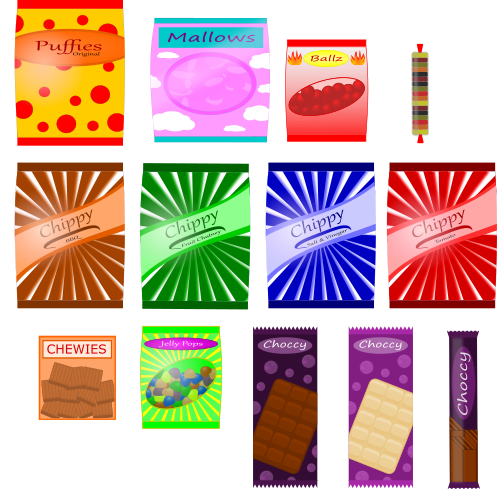 Puffies
Original
Mallows
Ballz
Chippy
BBQ
Chippy
Fruit Chutney
Chippy
Salt & Vinegar
Chippy
Tomato
CHEWIES
Jelly Pops
Choccy
Choccy
Choccy